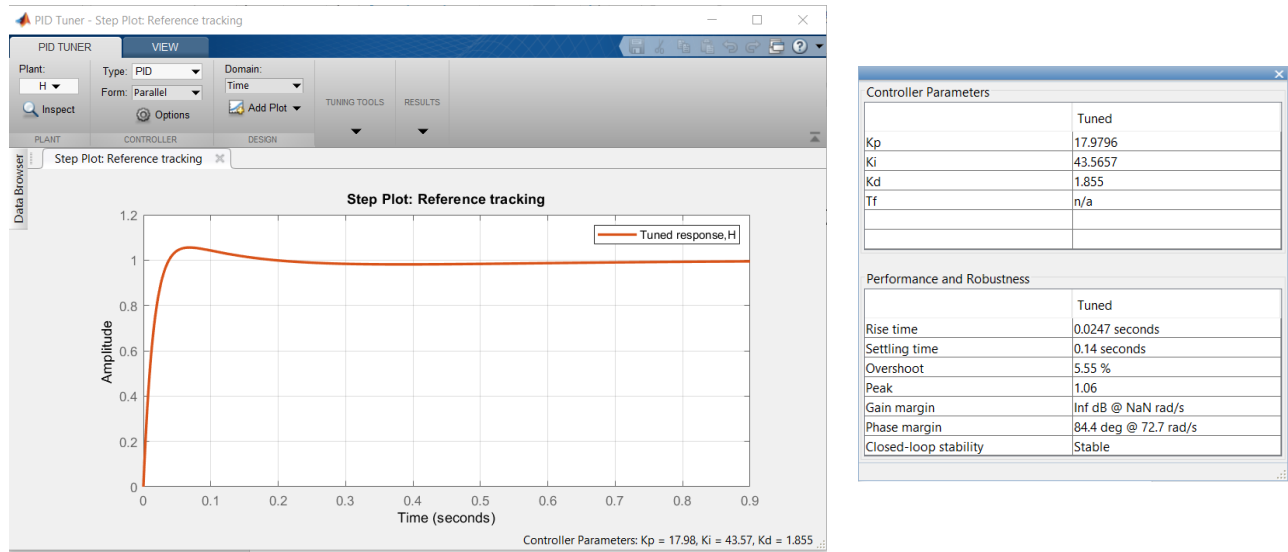 PID Tuner - Step Plot: Reference tracking
PID TUNER VIEW
Plant: Type: PID Domain:
H Form: Parallel Time
Inspect Options Add Plot TUNING TOOLS RESULTS
PLANT CONTROLLER DESIGN
Data Browser
Step Plot: Reference tracking
Step Plot: Reference tracking
Tuned response,H
Amplitude
1.2
1
0.8
0.6
0.4
0.2
0
0 0.1 0.2 0.3 0.4 0.5 0.6 0.7 0.8 0.9
Time (seconds)
Controller Parameters: Kp = 17.98, Ki = 43.57, Kd = 1.855
Controller Parameters
Tuned
Kp 17.9796
Ki 43.5657
Kd 1.855
Tf n/a
Performance and Robustness
Tuned
Rise time 0.0247 seconds
Settling time 0.14 seconds
Overshoot 5.55 %
Peak 1.06
Gain margin Inf dB @ NaN rad/s
Phase margin 84.4 deg @ 72.7 rad/s
Closed-loop stability Stable